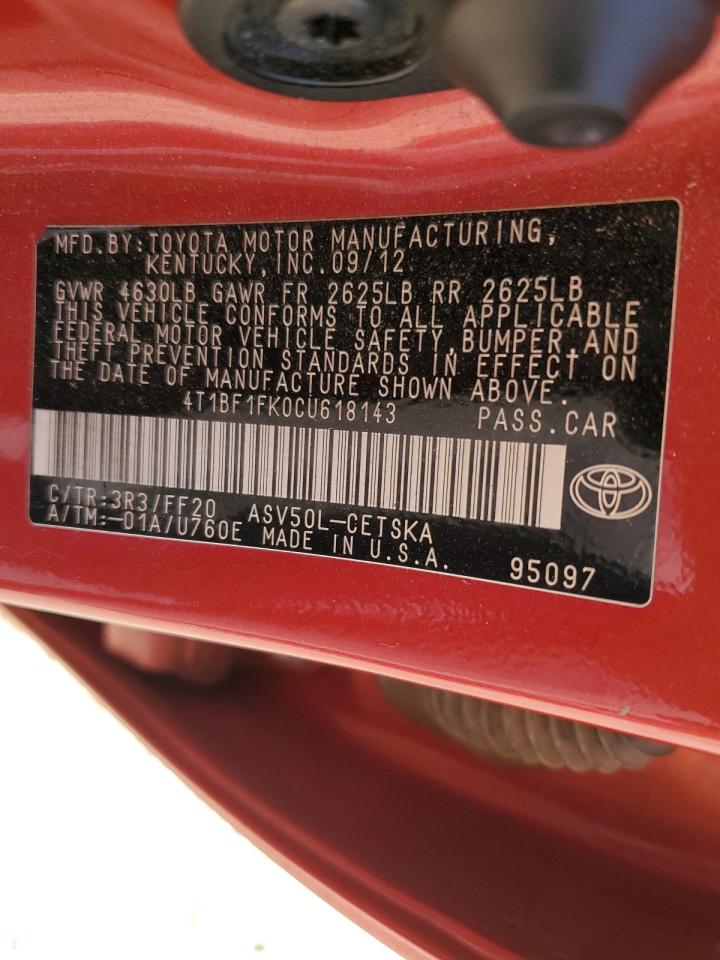 MFD.BY:TOYOTA MOTOR MANUFACTURING,
KENTUCKY,INC.09/12
GVWR 4630LB GAWR FR 2625LB RR 2625LB
THIS VEHICLE CONFORMS TO ALL APPLICABLE
FEDERAL MOTOR VEHICLE SAFETY,BUMPER,AND
THEFT PREVENTION STANDARDS IN EFFECT ON
THE DATE OF MANUFACTURE SHOWN ABOVE.
4T1BF1FK0CU618143 PASS.CAR
C/TR:3R3/FF20 ASV50L-CETSKA
A/TM:-01A/U760E MADE IN U.S.A. 95097